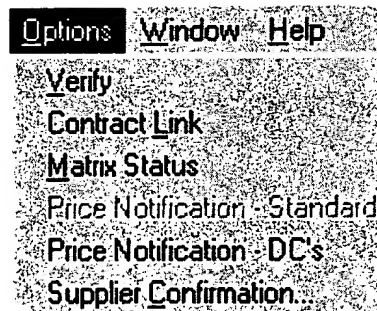 Options Window Help
Verify
Contract Link
Matrix Status
Price Notification - Standard
Price Notification - DC's
Supplier Confirmation...